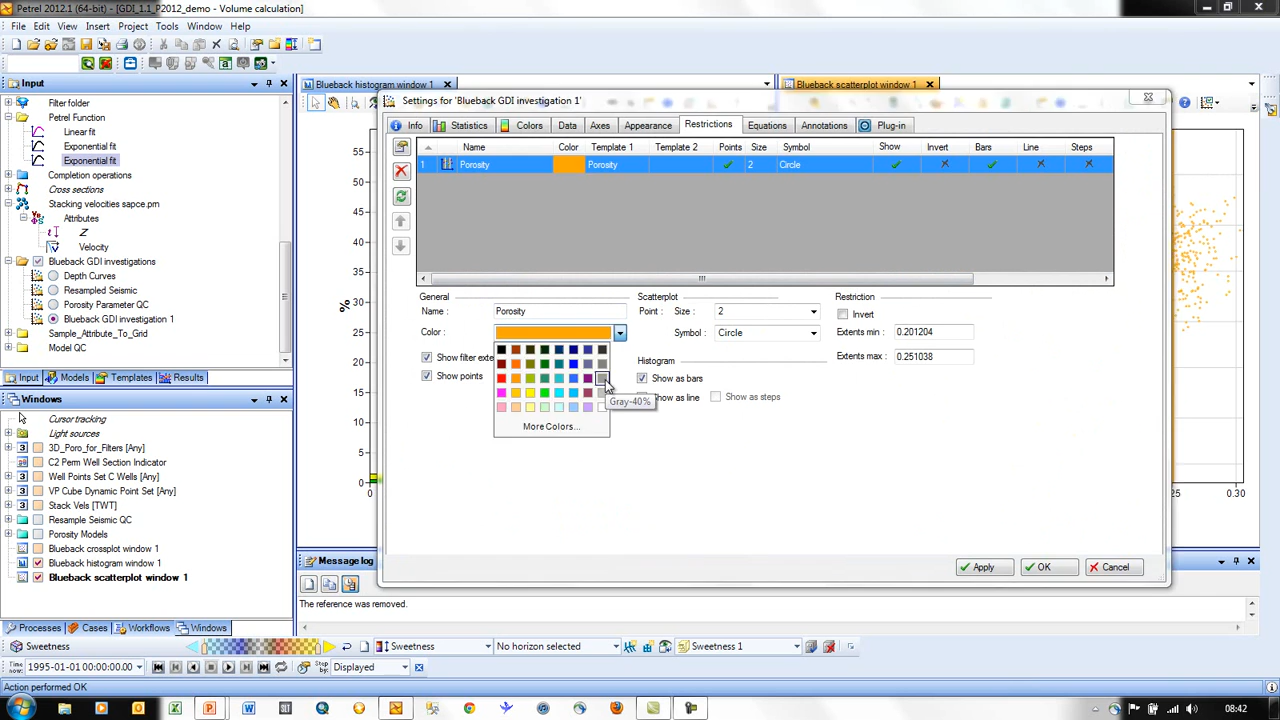 Petrel 2012.1 (64-bit) - [GDI_1.1_P2012_demo - Volume calculation]
File Edit View Insert Project Tools Window Help
Input
Filter folder
Petrel Function
Linear fit
Exponential fit
Exponential fit
Completion operations
Cross sections
Stacking velocities sapce.pm
Attributes
Z
Velocity
Blueback GDI investigations
Depth Curves
Resampled Seismic
Porosity Parameter QC
Blueback GDI investigation 1
Sample_Attribute_To_Grid
Model QC
Input Models Templates Results
Windows
Cursor tracking
Light sources
3D_Poro_for_Filters [Any]
C2 Perm Well Section Indicator
Well Points Set C Wells [Any]
VP Cube Dynamic Point Set [Any]
Stack Vels [TWT]
Resample Seismic QC
Porosity Models
Blueback crossplot window 1
Blueback histogram window 1
Blueback scatterplot window 1
Processes Cases Workflows Windows
Blueback histogram window 1
Blueback scatterplot window 1
%
55
50
45
40
35
30
25
20
15
10
5
0
0
.25
0.30
Settings for 'Blueback GDI investigation 1'
Info Statistics Colors Data Axes Appearance Restrictions Equations Annotations Plug-in
Name Color Template 1 Template 2 Points Size Symbol Show Invert Bars Line Steps
1 Porosity Porosity 2 Circle
General
Name : Porosity
Color :
Show filter exte
Show points
More Colors...
Gray-40%
Scatterplot
Point : Size : 2
Symbol : Circle
Histogram
Show as bars
how as line Show as steps
Restriction
Invert
Extents min : 0.201204
Extents max : 0.251038
Apply OK Cancel
Message log
The reference was removed.
Sweetness Sweetness No horizon selected Sweetness 1
Time now: 1995-01-01 00:00:00.00 Step by: Displayed
Action performed OK
08:42